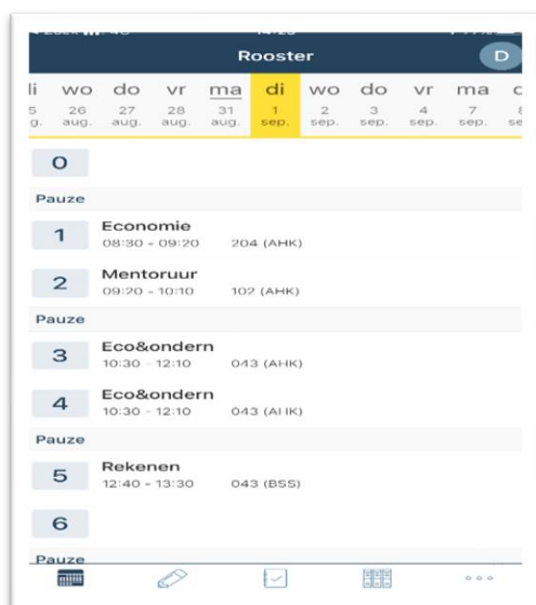 Rooster
D
li wo do vr ma di wo do vr ma
26 27 28 31 1 2 3 4 7
g. aug. aug. aug. aug. sep. sep. sep. sep. sep. se
0
Pauze
1 Economie
08:30 - 09:20 204 (AHK)
2 Mentoruur
09:20 - 10:10 102 (AHK)
Pauze
3 Eco&ondern
10:30 - 12:10 043 (AHK)
4 Eco&ondern
10:30 - 12:10 043 (AHK)
Pauze
5 Rekenen
12:40 - 13:30 043 (BSS)
6
Pauze